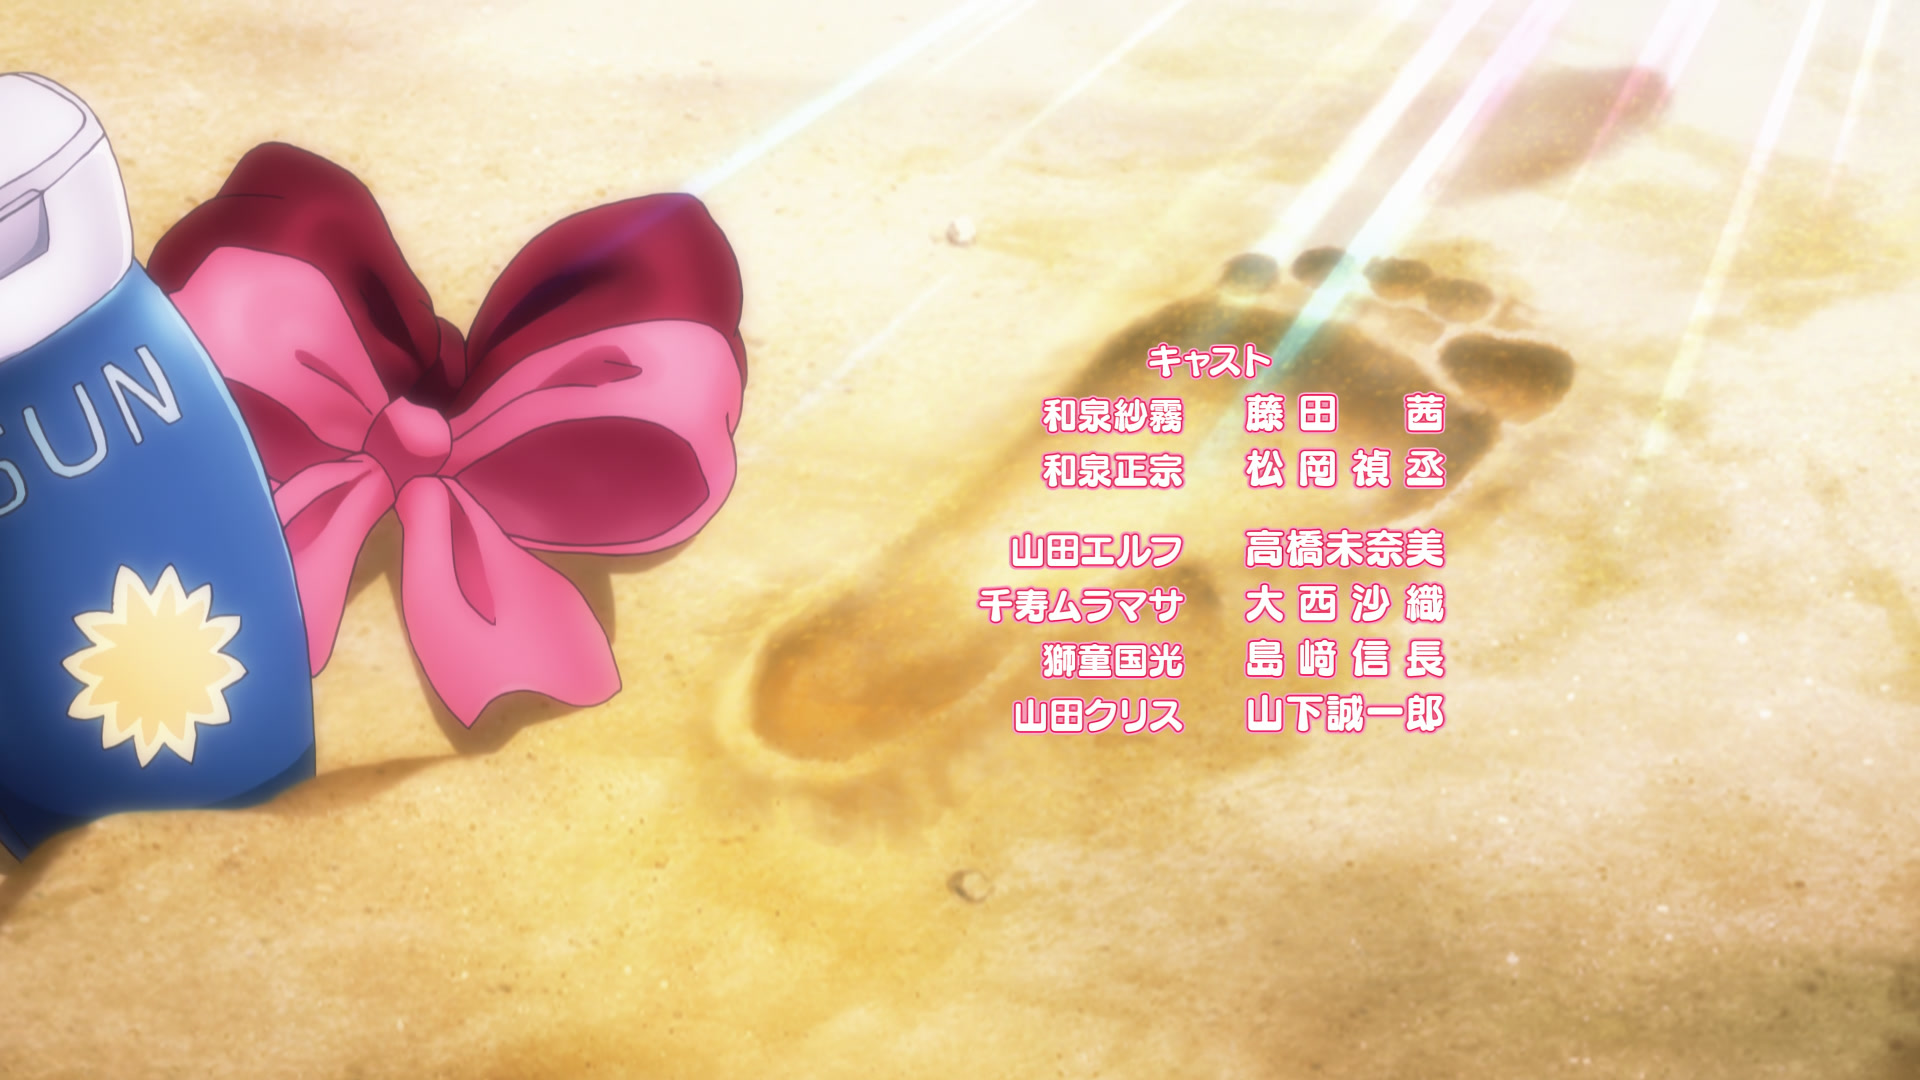 SUN
キャスト
和泉紗霧 藤田 茜
和泉正宗 松岡禎丞
山田エルフ 高橋未奈美
千寿ムラマサ 大西沙織
獅童国光 島﨑信長
山田クリス 山下誠一郎